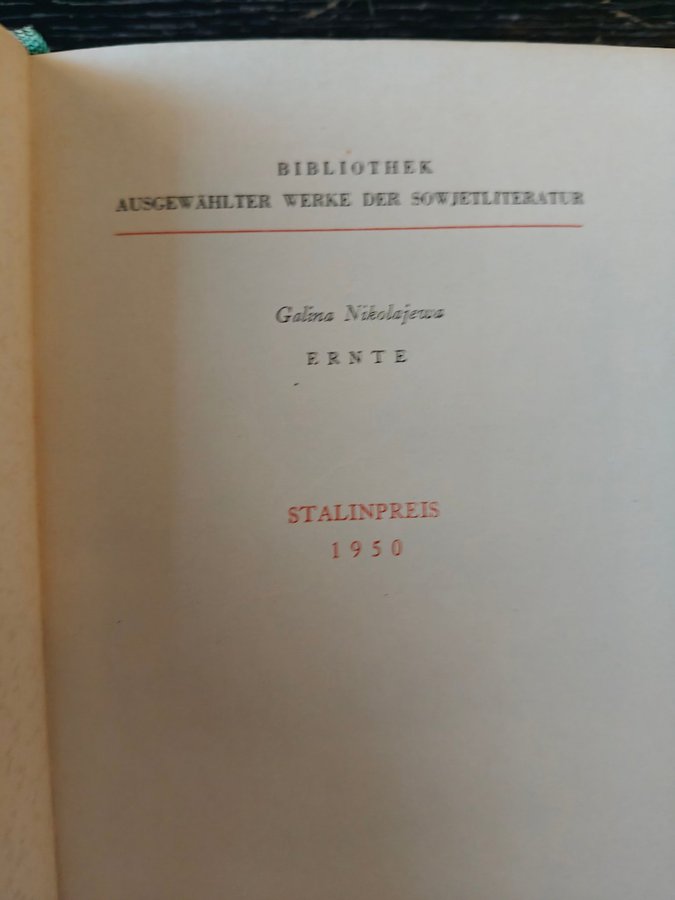 BIBLIOTHEK
AUSGEWÄHLTER WERKE DER SOWJETLITERATUR
Galina Nikolajewa
ERNTE
STALINPREIS
1950